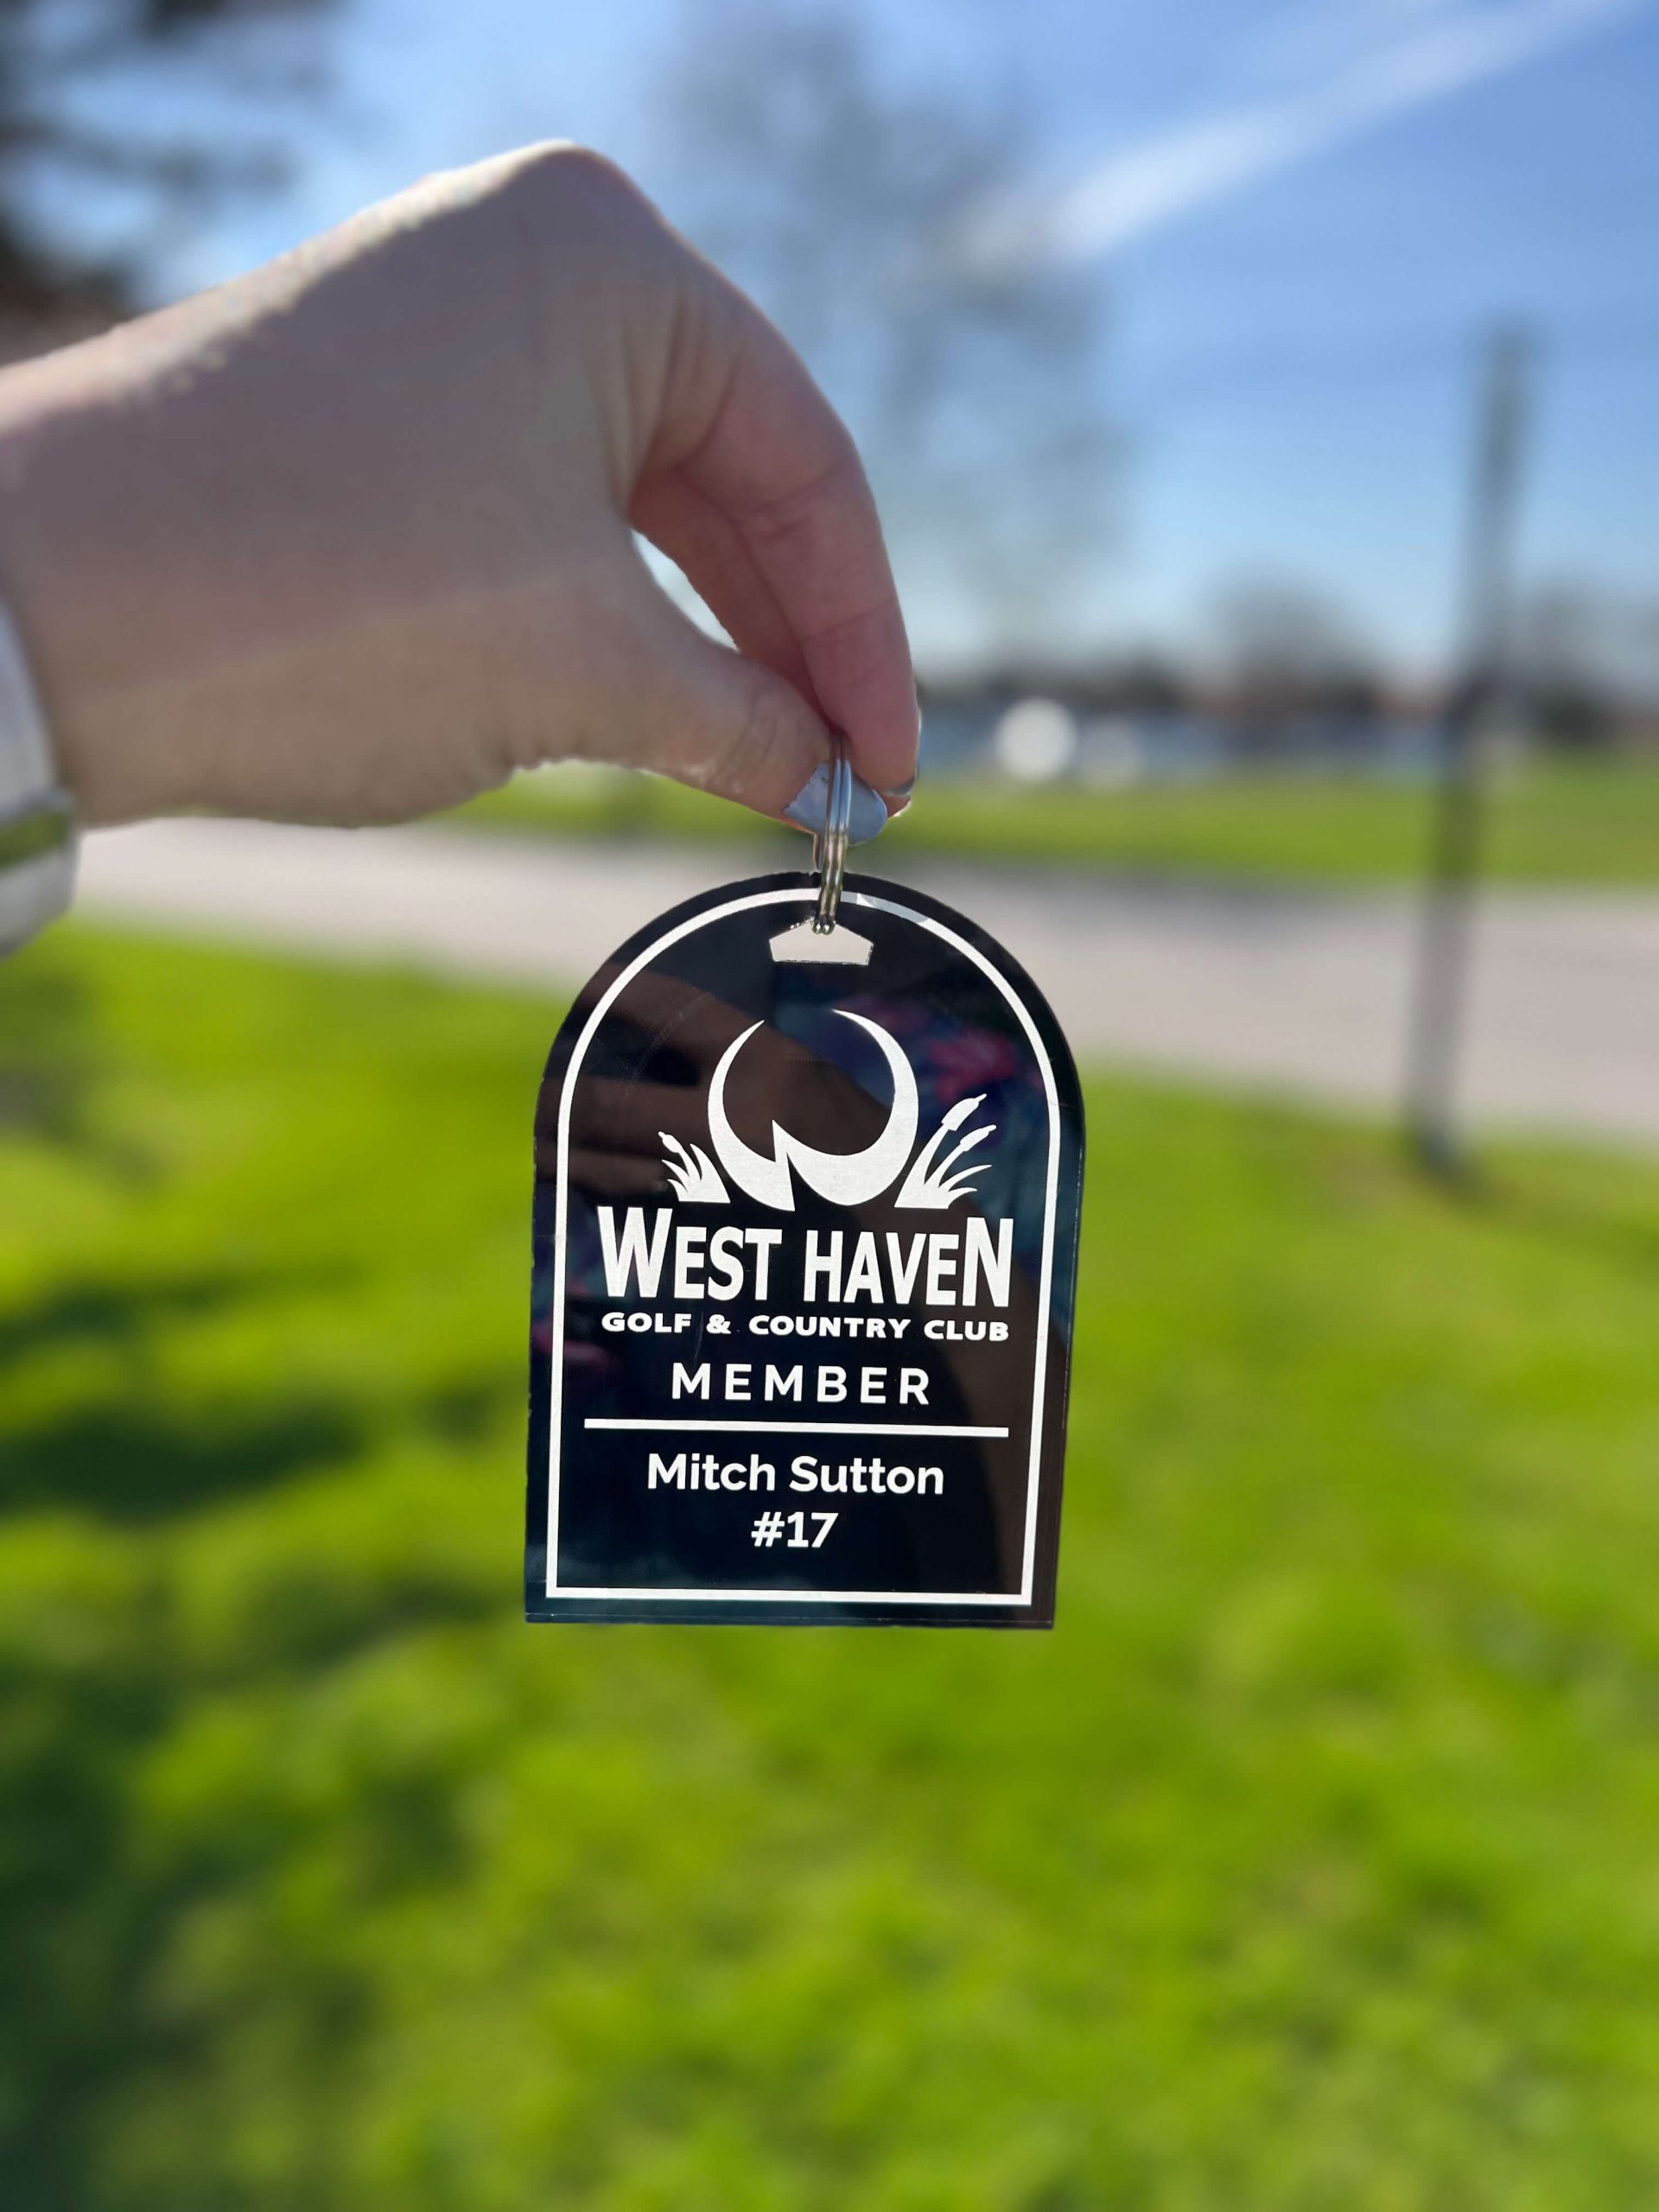 WEST HAVEN
GOLF & COUNTRY CLUB
MEMBER
Mitch Sutton
#17